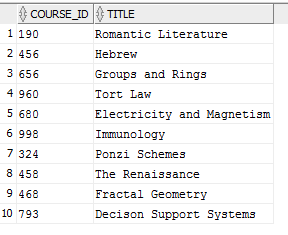 COURSE_ID TITLE
1 190 Romantic Literature
2 456 Hebrew
3 656 Groups and Rings
4 960 Tort Law
5 680 Electricity and Magnetism
6 998 Immunology
7 324 Ponzi Schemes
8 458 The Renaissance
9 468 Fractal Geometry
10 793 Decison Support Systems